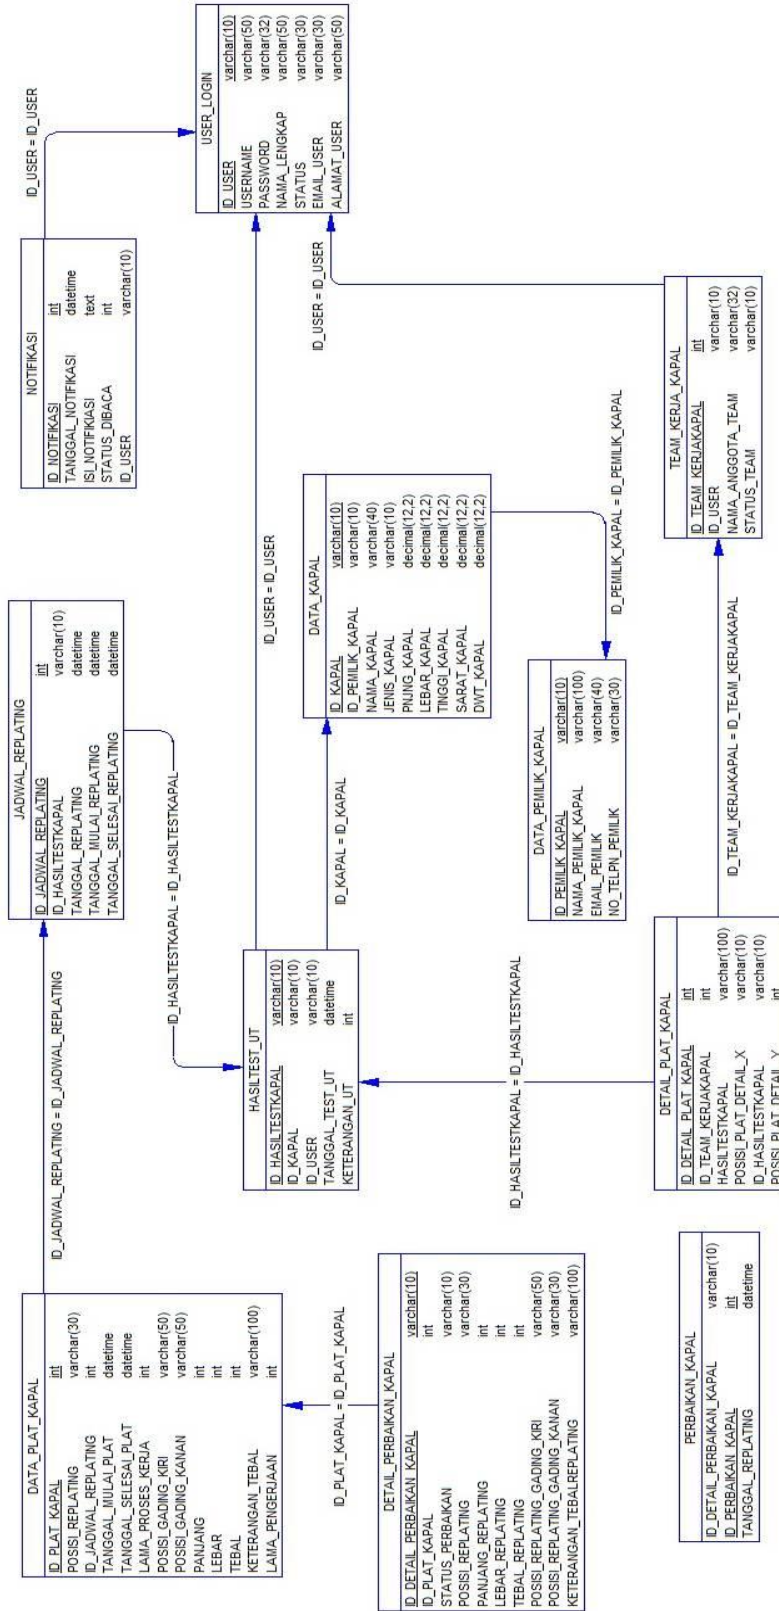 NOTIFIKASI
ID_NOTIFIKASI int
TANGGAL_NOTIFIKASI datetime
ISI_NOTIFIKIASI text
STATUS_DIBACA int
ID_USER varchar(10)
ID_USER = ID_USER
USER_LOGIN
ID_USER varchar(10)
USERNAME varchar(50)
PASSWORD varchar(32)
NAMA_LENGKAP varchar(50)
STATUS varchar(30)
EMAIL_USER varchar(30)
ALAMAT_USER varchar(50)
JADWAL_REPLATING
ID_JADWAL_REPLATING int
ID_HASILTESTKAPAL varchar(10)
TANGGAL_REPLATING datetime
TANGGAL_MULAI_REPLATING datetime
TANGGAL_SELESAI_REPLATING datetime
ID_HASILTESTKAPAL = ID_HASILTESTKAPAL
ID_USER = ID_USER
ID_USER = ID_USER
DATA_KAPAL
ID_KAPAL varchar(10)
ID_PEMILIK_KAPAL varchar(10)
NAMA_KAPAL varchar(40)
JENIS_KAPAL varchar(10)
PNJNG_KAPAL decimal(12,2)
LEBAR_KAPAL decimal(12,2)
TINGGI_KAPAL decimal(12,2)
SARAT_KAPAL decimal(12,2)
DWT_KAPAL decimal(12,2)
ID_PEMILIK_KAPAL = ID_PEMILIK_KAPAL
TEAM_KERJA_KAPAL
ID_TEAM_KERJAKAPAL int
ID_USER varchar(10)
NAMA_ANGGOTA_TEAM varchar(32)
STATUS_TEAM varchar(10)
ID_JADWAL_REPLATING = ID_JADWAL_REPLATING
HASILTEST_UT
ID_HASILTESTKAPAL varchar(10)
ID_KAPAL varchar(10)
ID_USER varchar(10)
TANGGAL_TEST_UT datetime
KETERANGAN_UT int
ID_KAPAL = ID_KAPAL
DATA_PEMILIK_KAPAL
ID_PEMILIK_KAPAL varchar(10)
NAMA_PEMILIK_KAPAL varchar(100)
EMAIL_PEMILIK varchar(40)
NO_TELPN_PEMILIK varchar(30)
ID_TEAM_KERJAKAPAL = ID_TEAM_KERJAKAPAL
ID_HASILTESTKAPAL = ID_HASILTESTKAPAL
DATA_PLAT_KAPAL
ID_PLAT_KAPAL int
POSISI_REPLATING varchar(30)
ID_JADWAL_REPLATING int
TANGGAL_MULAI_PLAT datetime
TANGGAL_SELESAI_PLAT datetime
LAMA_PROSES_KERJA int
POSISI_GADING_KIRI varchar(50)
POSISI_GADING_KANAN varchar(50)
PANJANG int
LEBAR int
TEBAL int
KETERANGAN_TEBAL varchar(100)
LAMA_PENGERJAAN int
ID_PLAT_KAPAL = ID_PLAT_KAPAL
DETAIL_PERBAIKAN_KAPAL
ID_DETAIL_PERBAIKAN_KAPAL varchar(10)
ID_PLAT_KAPAL int
STATUS_PERBAIKAN varchar(10)
POSISI_REPLATING varchar(30)
PANJANG_REPLATING int
LEBAR_REPLATING int
TEBAL_REPLATING int
POSISI_REPLATING_GADING_KIRI varchar(50)
POSISI_REPLATING_GADING_KANAN varchar(30)
KETERANGAN_TEBALREPLATING varchar(100)
DETAIL_PLAT_KAPAL
ID_DETAIL_PLAT_KAPAL int
ID_TEAM_KERJAKAPAL int
HASILTESTKAPAL varchar(100)
POSISI_PLAT_DETAIL_X varchar(10)
ID_HASILTESTKAPAL varchar(10)
POSISI_PLAT_DETAIL_Y int
PERBAIKAN_KAPAL
ID_DETAIL_PERBAIKAN_KAPAL varchar(10)
ID_PERBAIKAN_KAPAL int
TANGGAL_REPLATING datetime